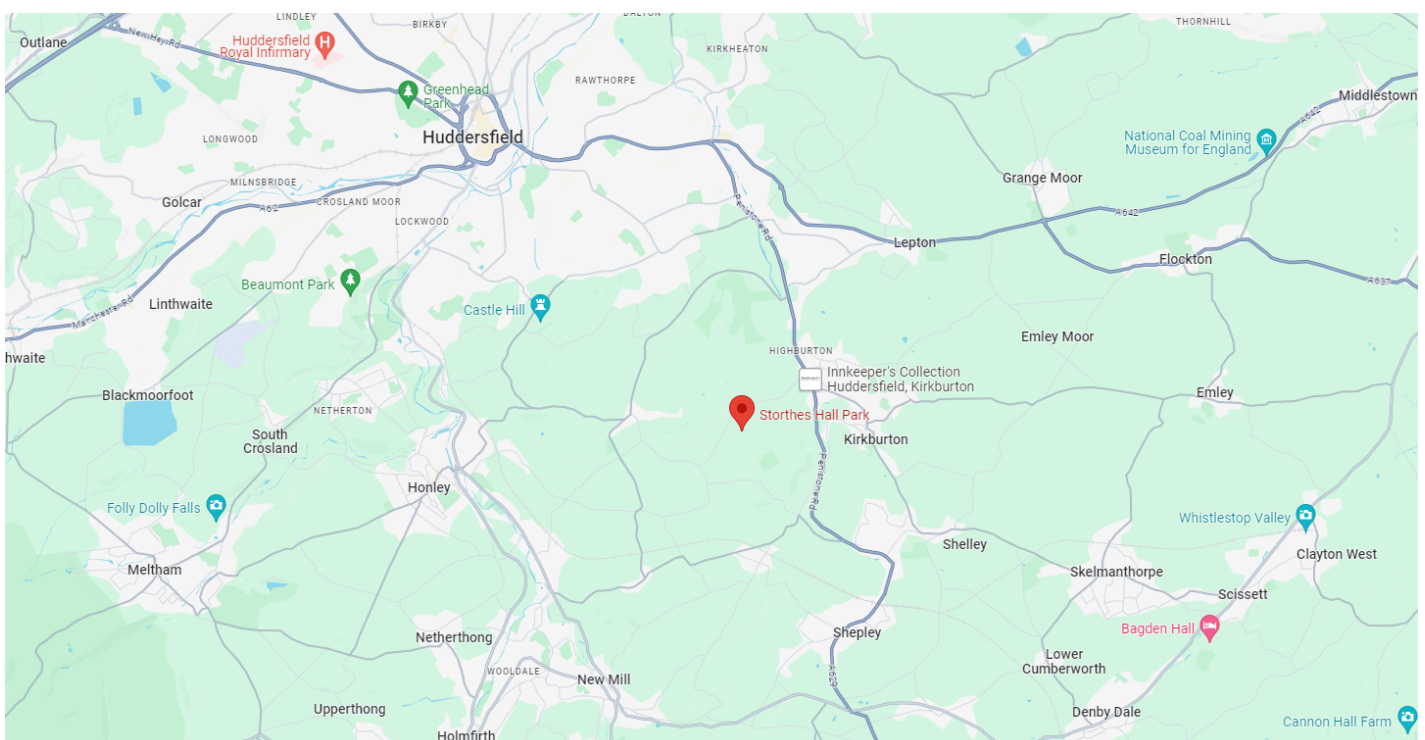 LINDLEY
BIRKBY
DALTON
THORNHILL
Outlane
New Hey Rd
Huddersfield
Royal Infirmary
KIRKHEATON
RAWTHORPE
Greenhead
Park
Middlestown
A642
Huddersfield
LONGWOOD
National Coal Mining
Museum for England
MILNSBRIDGE
Grange Moor
Golcar
A62
CROSLAND MOOR
LOCKWOOD
Penistone Rd
A642
Lepton
Flockton
Beaumont Park
A637
Linthwaite
Castle Hill
Manchester Rd
Emley Moor
hwaite
HIGHBURTON
Innkeeper's Collection
Huddersfield, Kirkburton
Blackmoorfoot
Emley
NETHERTON
Storthes Hall Park
South
Crosland
Kirkburton
Penistone Rd
Honley
Folly Dolly Falls
Whistlestop Valley
Shelley
Clayton West
Meltham
Skelmanthorpe
Scissett
Netherthong
Shepley
Bagden Hall
Lower
Cumberworth
WOOLDALE
New Mill
A629
Upperthong
Denby Dale
Cannon Hall Farm
Holmfirth